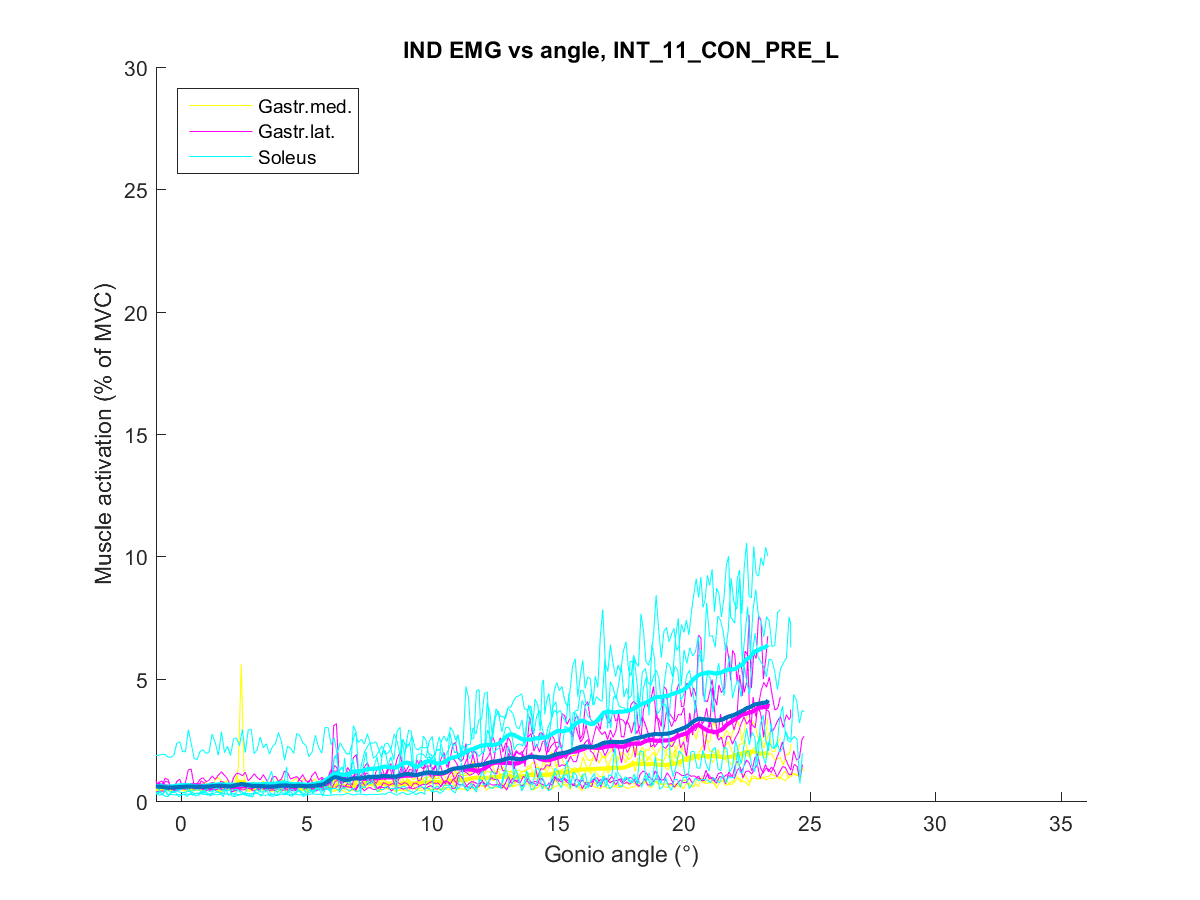 IND EMG vs angle, INT_11_CON_PRE_L
30
25
20
15
10
5
0
Muscle activation (% of MVC)
Gastr.med.
Gastr.lat.
Soleus
0 5 10 15 20 25 30 35
Gonio angle (°)